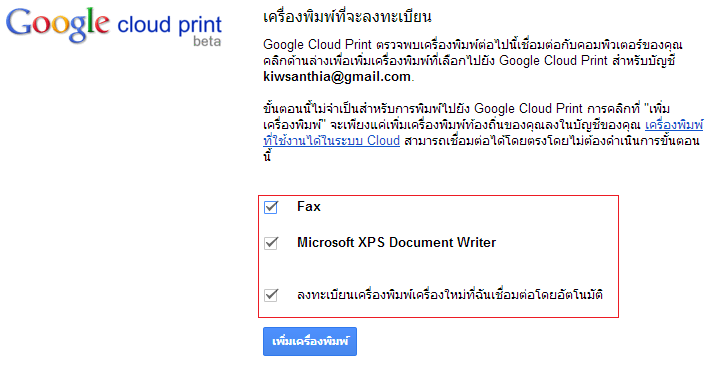 Google cloud print
beta
เครื่องพิมพ์ที่จะลงทะเบียน
Google Cloud Print ตรวจพบเครื่องพิมพ์ต่อไปนี้เชื่อมต่อกับคอมพิวเตอร์ของคุณ
คลิกด้านล่างเพื่อเพิ่มเครื่องพิมพ์ที่เลือกไปยัง Google Cloud Print สำหรับบัญชี
kiwsanthia@gmail.com.
ขั้นตอนนี้ไม่จำเป็นสำหรับการพิมพ์ไปยัง Google Cloud Print การคลิกที่ "เพิ่ม
เครื่องพิมพ์" จะเพียงแค่เพิ่มเครื่องพิมพ์ท้องถิ่นของคุณลงในบัญชีของคุณ เครื่องพิมพ์
ที่ใช้งานได้ในระบบ Cloud สามารถเชื่อมต่อได้โดยตรงโดยไม่ต้องดำเนินการขั้นตอน
นี้
Fax
Microsoft XPS Document Writer
ลงทะเบียนเครื่องพิมพ์เครื่องใหม่ที่ฉันเชื่อมต่อโดยอัตโนมัติ
เพิ่มเครื่องพิมพ์